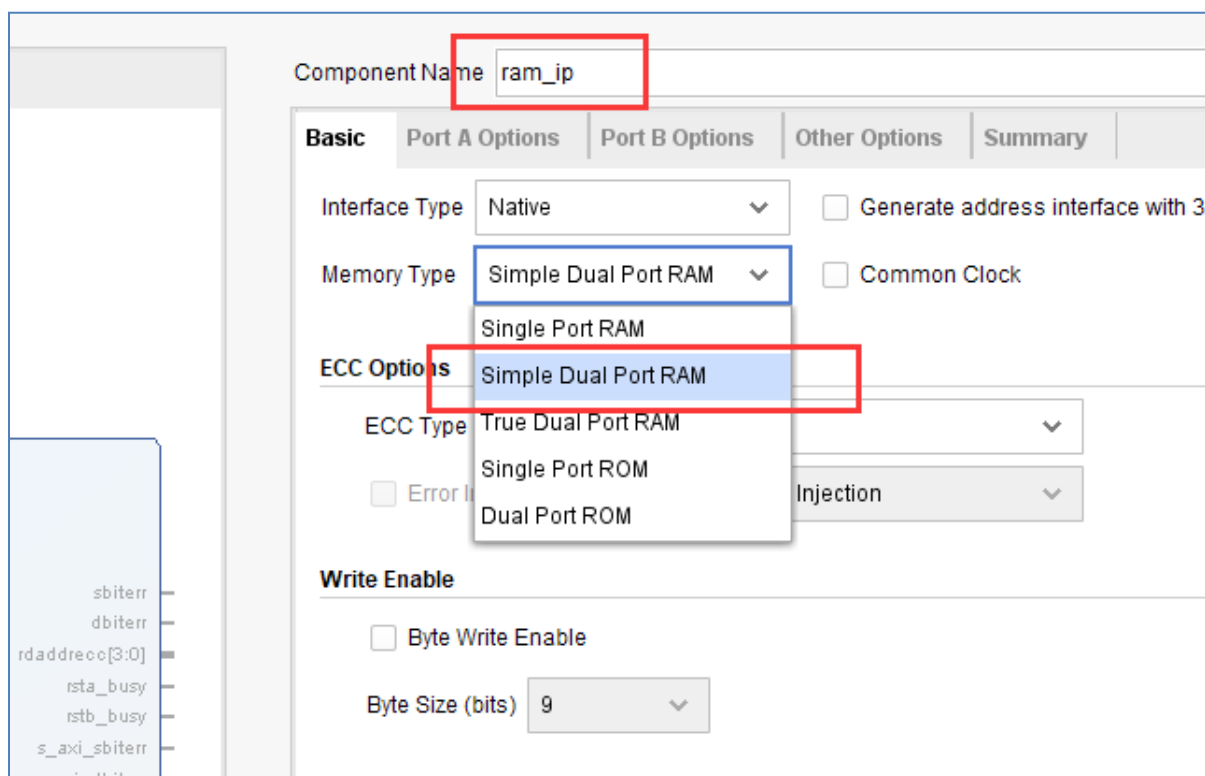 Component Name ram_ip
Basic Port A Options Port B Options Other Options Summary
Interface Type Native Generate address interface with 3
Memory Type Simple Dual Port RAM Common Clock
Single Port RAM
ECC Options
Simple Dual Port RAM
ECC Type
True Dual Port RAM
Single Port ROM
Error Injection
Dual Port ROM
Write Enable
Byte Write Enable
Byte Size (bits) 9
sbiterr
dbiterr
rdaddrecc[3:0]
rsta_busy
rstb_busy
s_axi_sbiterr